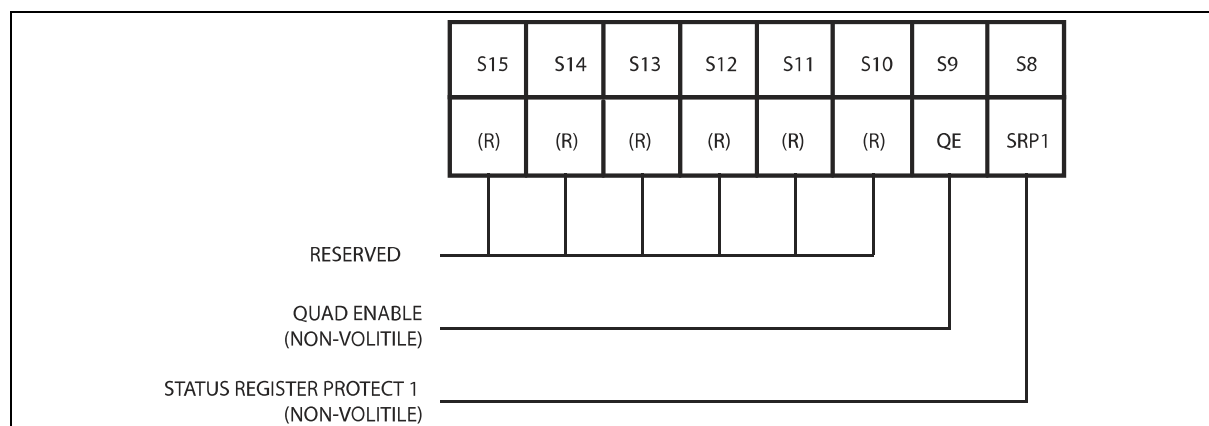 S15 S14 S13 S12 S11 S10 S9 S8
(R) (R) (R) (R) (R) (R) QE SRP1
RESERVED
QUAD ENABLE
(NON-VOLITILE)
STATUS REGISTER PROTECT 1
(NON-VOLITILE)